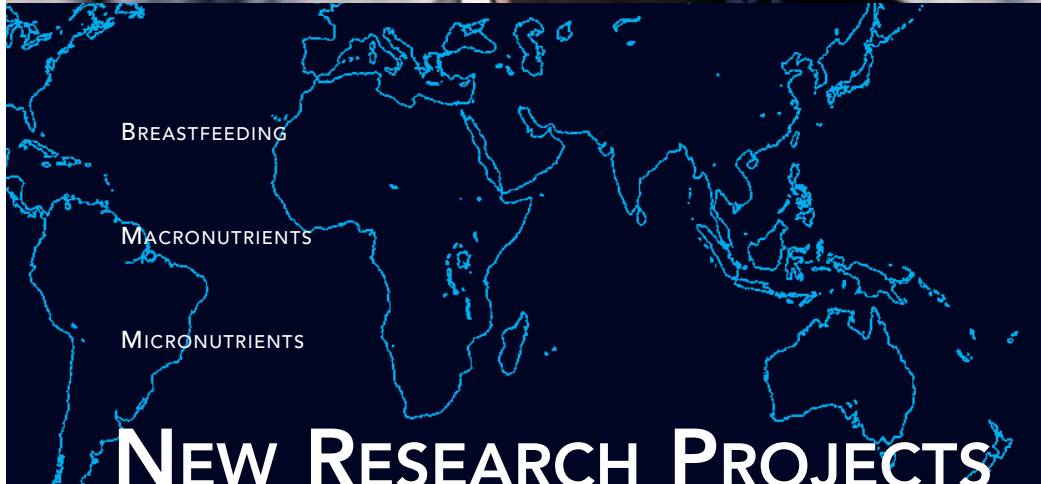 Breastfeeding
Macronutrients
Micronutrients
New Research Projects